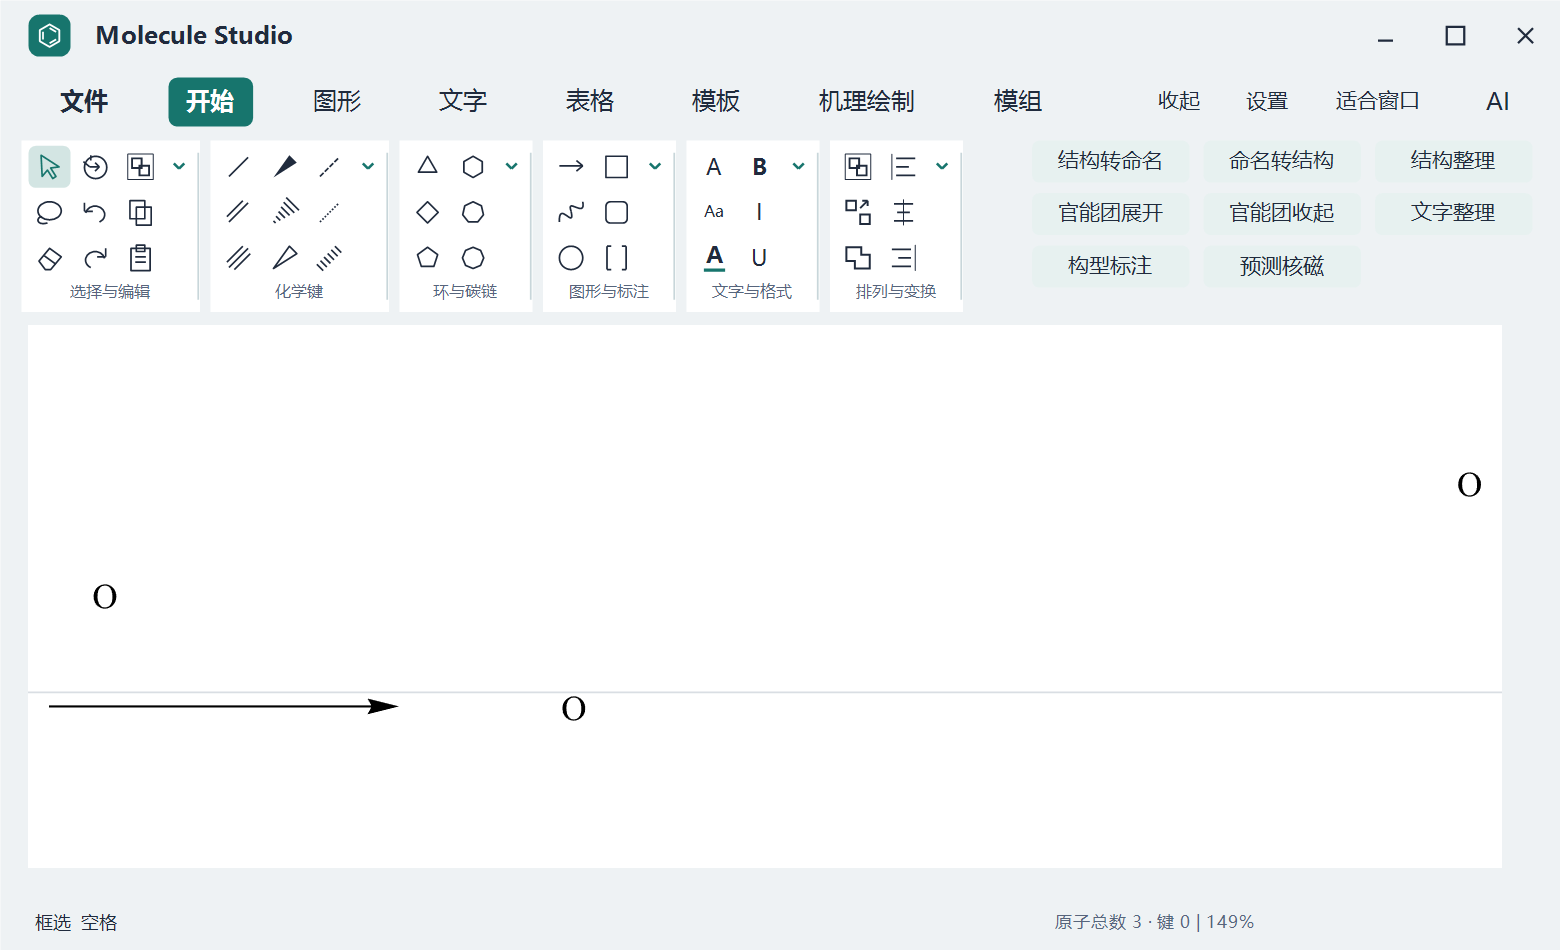 Molecule Studio
文件 开始 图形 文字 表格 模板 机理绘制 模组 收起 设置 适合窗口 AI
结构转命名 命名转结构 结构整理
官能团展开 官能团收起 文字整理
构型标注 预测核磁
A B
Aa I
A U
选择与编辑 化学键 环与碳链 图形与标注 文字与格式 排列与变换
O
O
O
框选 空格 原子总数 3 · 键 0 | 149%